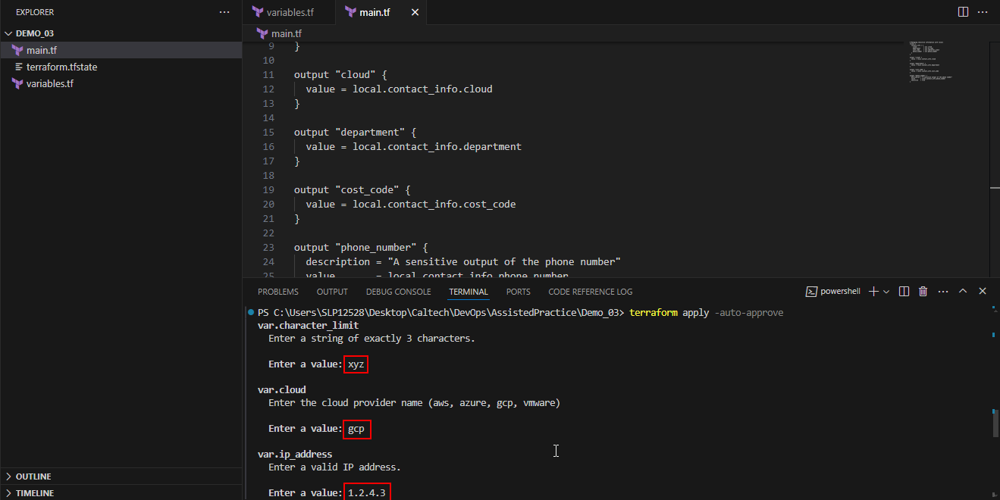 EXPLORER
DEMO_03
main.tf
terraform.tfstate
variables.tf
OUTLINE
TIMELINE
variables.tf
main.tf
main.tf
9 }
10
11 output "cloud" {
12 value = local.contact_info.cloud
13 }
14
15 output "department" {
16 value = local.contact_info.department
17 }
18
19 output "cost_code" {
20 value = local.contact_info.cost_code
21 }
22
23 output "phone_number" {
24 description = "A sensitive output of the phone number"
25 value = local.contact_info.phone_number
PROBLEMS OUTPUT DEBUG CONSOLE TERMINAL PORTS CODE REFERENCE LOG
powershell
PS C:\Users\SLP12528\Desktop\Caltech\DevOps\AssistedPractice\Demo_03> terraform apply -auto-approve
var.character_limit
Enter a string of exactly 3 characters.
Enter a value: xyz
var.cloud
Enter the cloud provider name (aws, azure, gcp, vmware)
Enter a value: gcp
var.ip_address
Enter a valid IP address.
Enter a value: 1.2.4.3